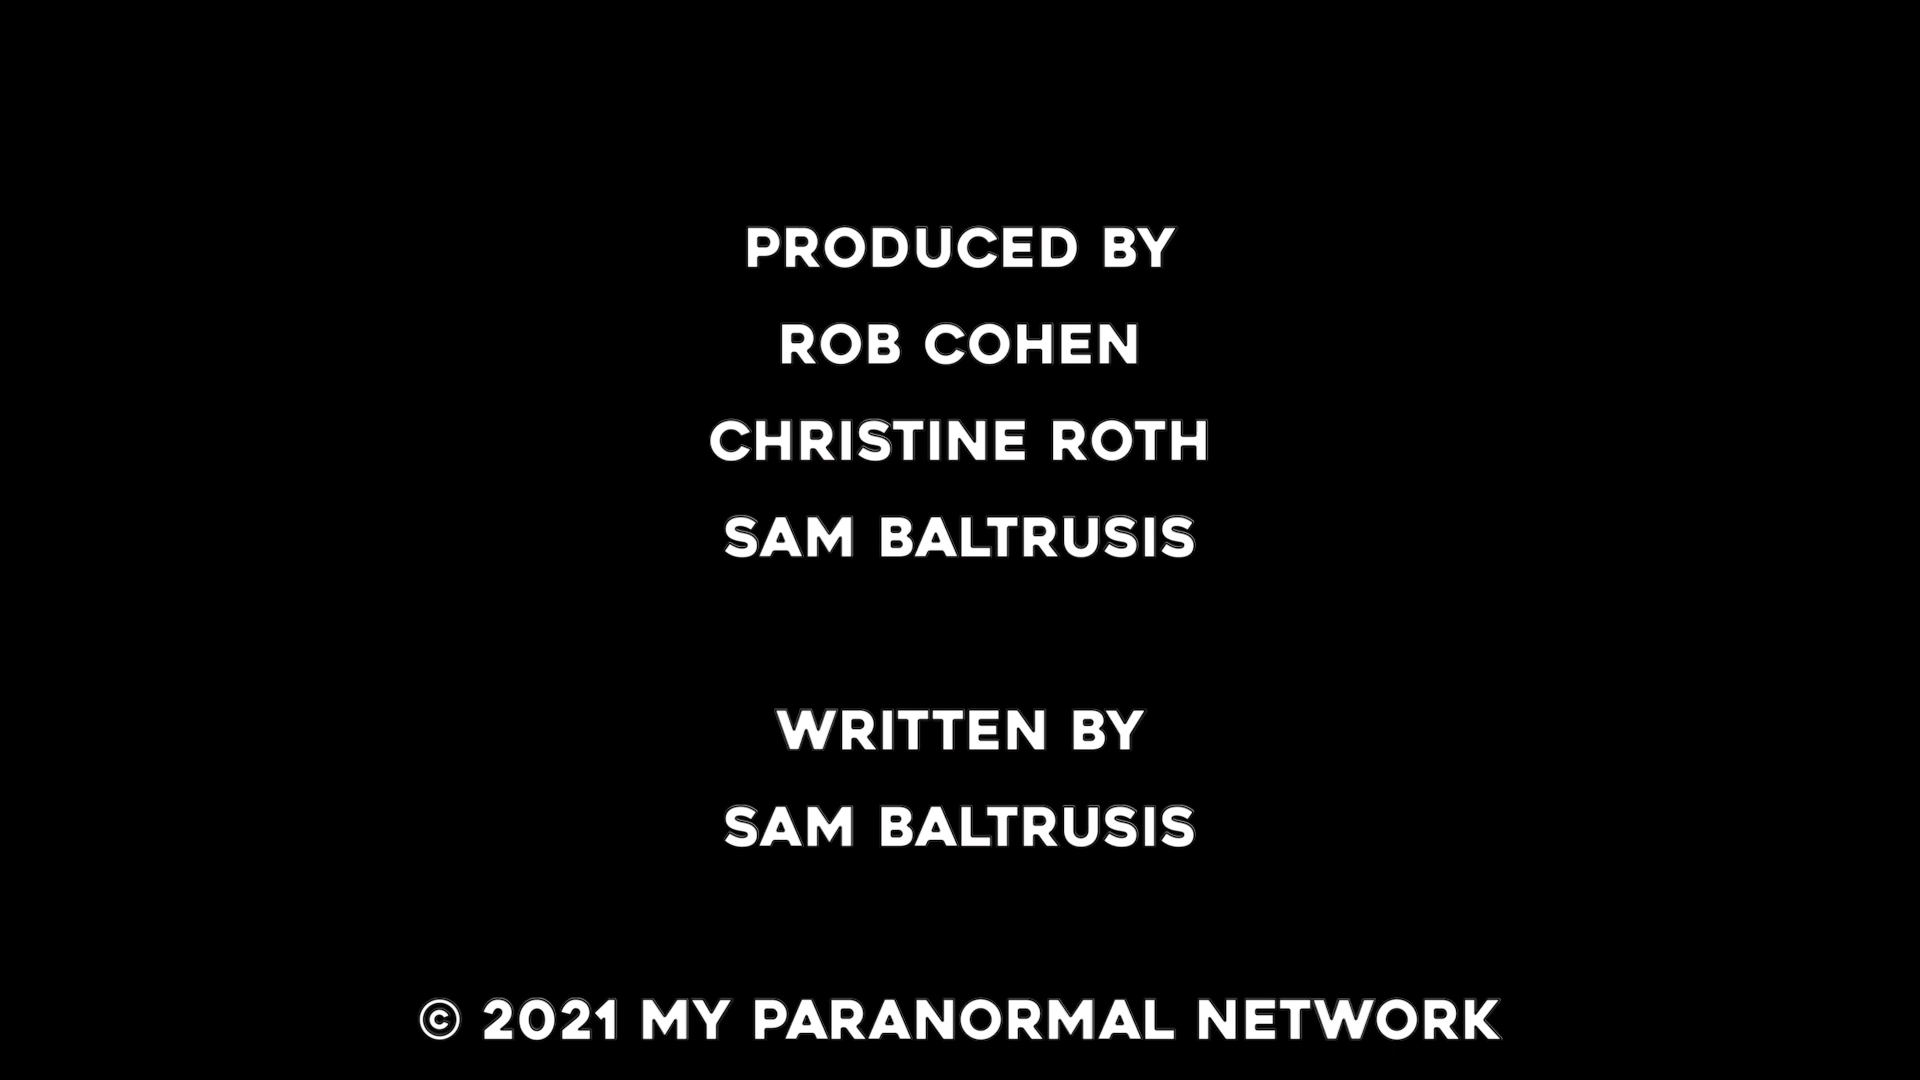 PRODUCED BY
ROB COHEN
CHRISTINE ROTH
SAM BALTRUSIS
WRITTEN BY
SAM BALTRUSIS
© 2021 MY PARANORMAL NETWORK